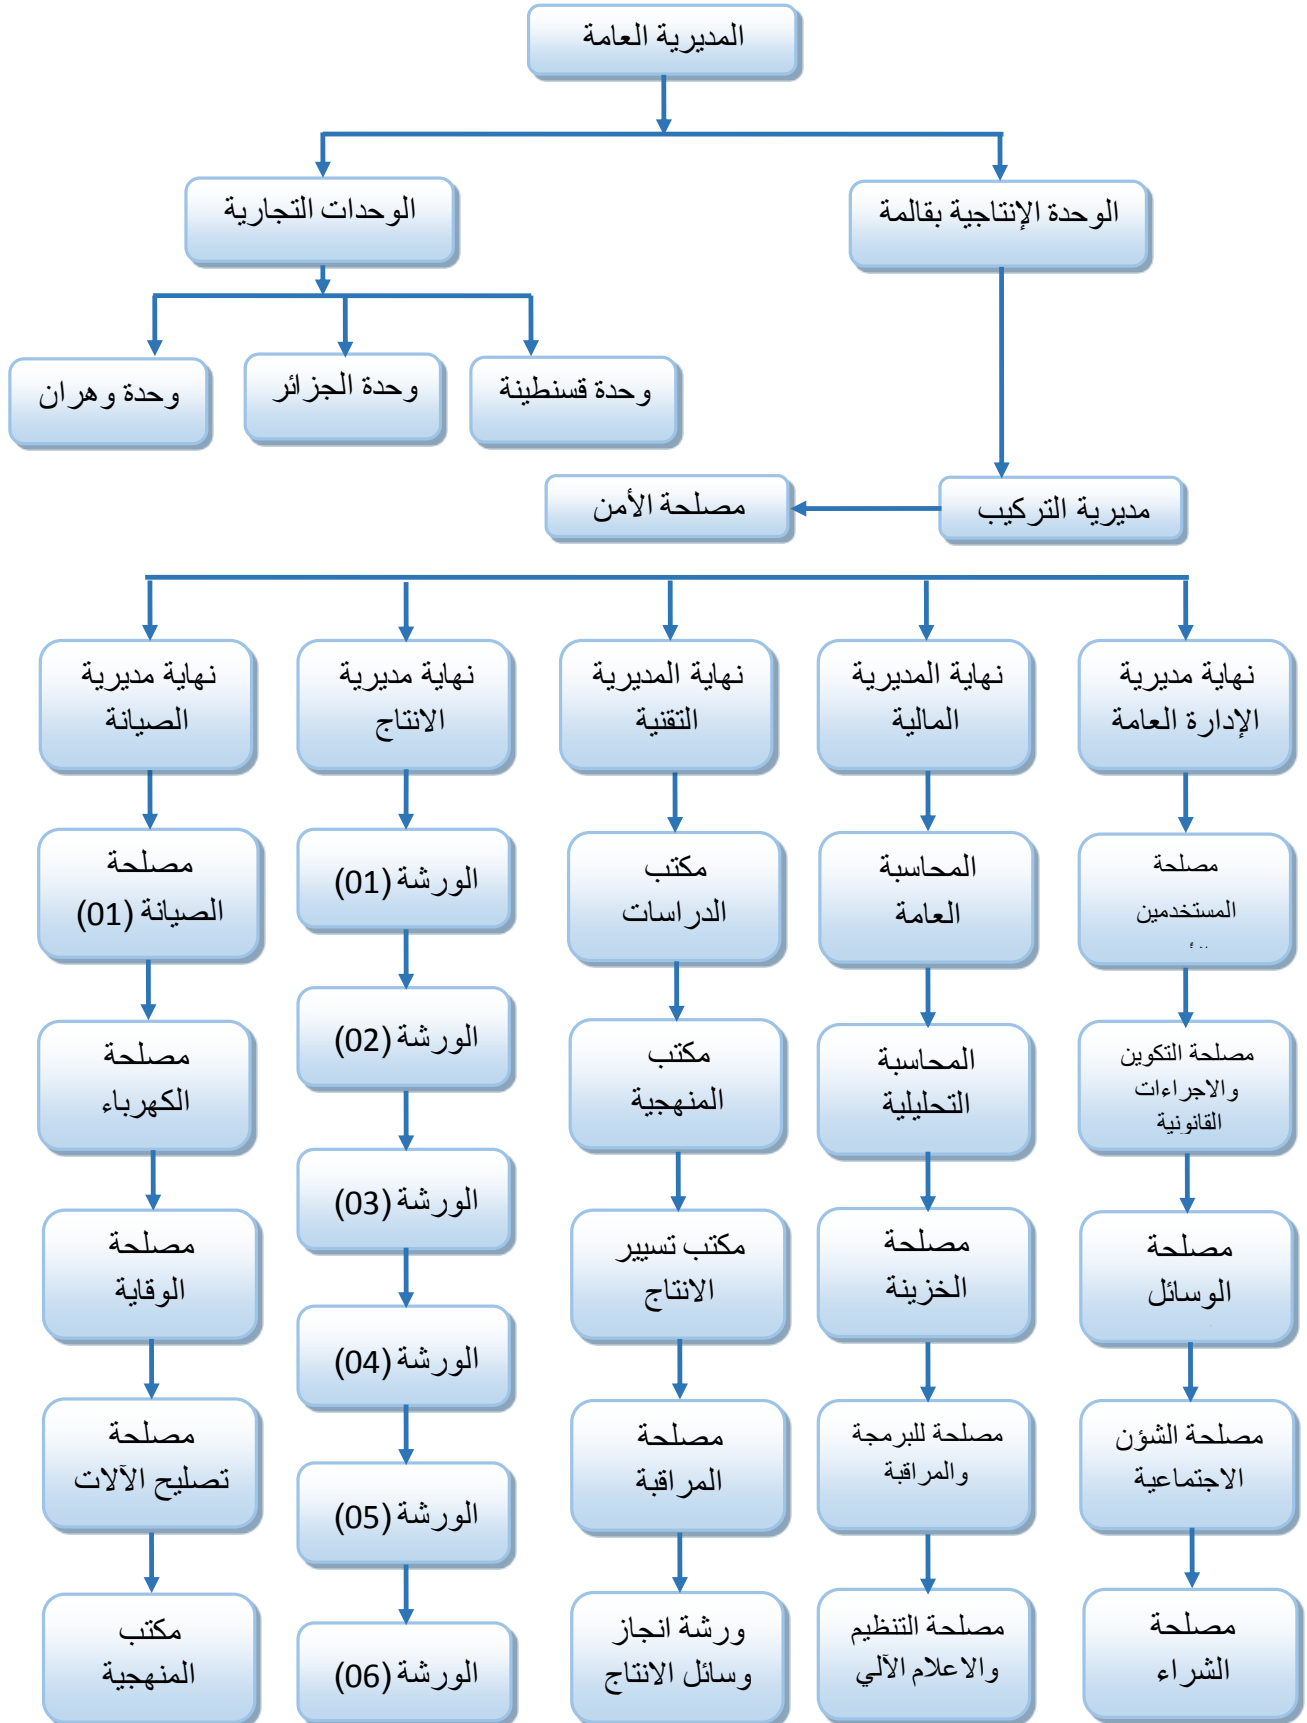 المديرية العامة
الوحدة الإنتاجية بقالمة
الوحدات التجارية
وحدة قسنطينة
وحدة الجزائر
وحدة وهران
مديرية التركيب
مصلحة الأمن
نهاية مديرية
الإدارة العامة
نهاية المديرية
المالية
نهاية المديرية
التقنية
نهاية مديرية
الانتاج
نهاية مديرية
الصيانة
مصلحة
المستخدمين
المحاسبة
العامة
مكتب
الدراسات
الورشة (01)
مصلحة
الصيانة (01)
مصلحة التكوين
والاجراءات
القانونية
المحاسبة
التحليلية
مكتب
المنهجية
الورشة (02)
مصلحة
الكهرباء
مصلحة
الوسائل
مصلحة
الخزينة
مكتب تسيير
الانتاج
الورشة (03)
مصلحة
الوقاية
مصلحة الشؤن
الاجتماعية
مصلحة للبرمجة
والمراقبة
مصلحة
المراقبة
الورشة (04)
مصلحة
تصليح الآلات
الورشة (05)
مصلحة
الشراء
مصلحة التنظيم
والاعلام الآلي
ورشة انجاز
وسائل الانتاج
الورشة (06)
مكتب
المنهجية